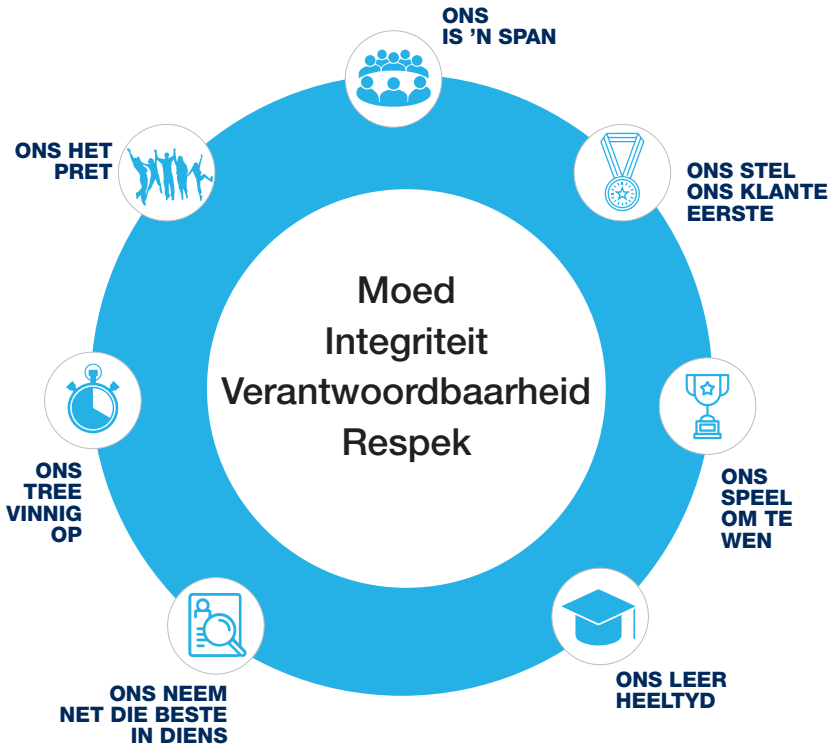 ONS
IS 'N SPAN
ONS STEL
ONS KLANTE
EERSTE
ONS
SPEEL
OM TE
WEN
ONS LEER
HEELTYD
ONS NEEM
NET DIE BESTE
IN DIENS
ONS
TREE
VINNIG
OP
ONS HET
PRET
Moed
Integriteit
Verantwoordbaarheid
Respek